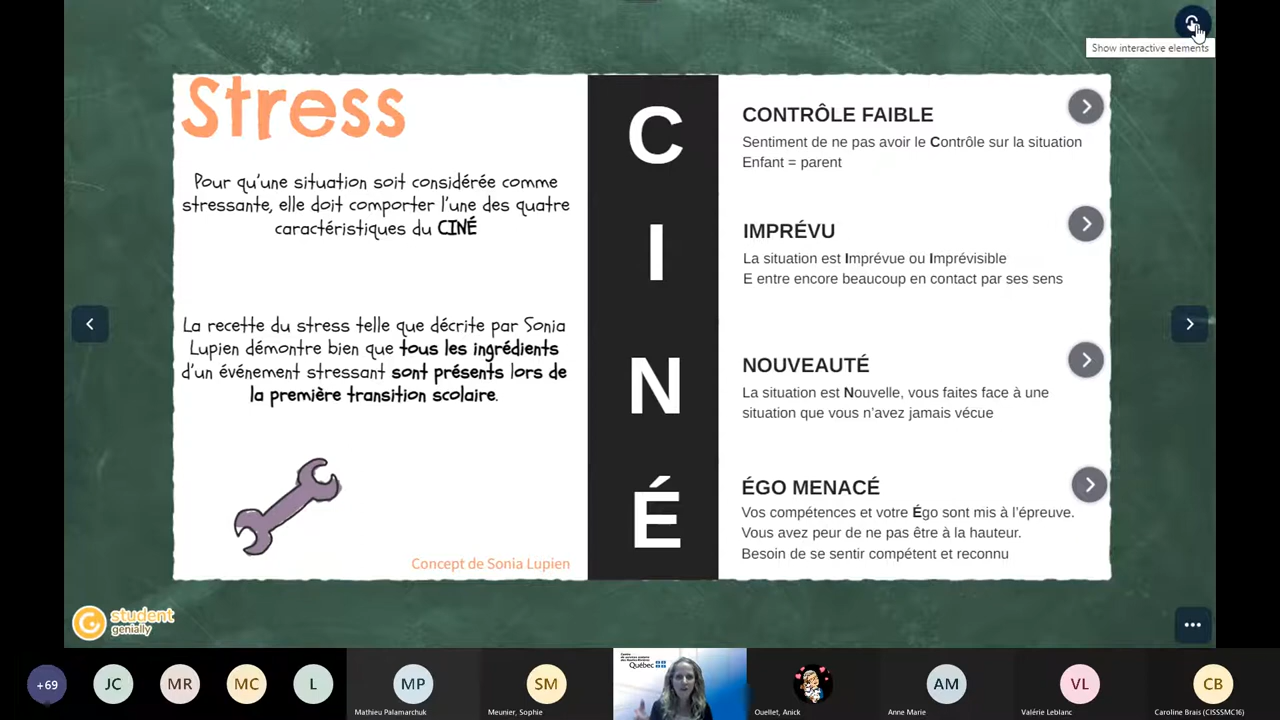 Show interactive elements
Stress
Pour qu'une situation soit considérée comme
stressante, elle doit comporter l'une des quatre
caractéristiques du CINÉ
La recette du stress telle que décrite par Sonia
Lupien démontre bien que tous les ingrédients
d'un événement stressant sont présents lors de
la première transition scolaire.
Concept de Sonia Lupien
C
CONTRÔLE FAIBLE
Sentiment de ne pas avoir le Contrôle sur la situation
Enfant = parent
I
IMPRÉVU
La situation est Imprévue ou Imprévisible
E entre encore beaucoup en contact par ses sens
N
NOUVEAUTÉ
La situation est Nouvelle, vous faites face à une
situation que vous n'avez jamais vécue
É
ÉGO MENACÉ
Vos compétences et votre Égo sont mis à l'épreuve.
Vous avez peur de ne pas être à la hauteur.
Besoin de se sentir compétent et reconnu
student
genially
+69
JC
MR
MC
L
MP
Mathieu Palamarchuk
SM
Meunier, Sophie
Québec
Ouellet, Anick
AM
Anne Marie
VL
Valérie Leblanc
CB
Caroline Brais (CISSSMC16)